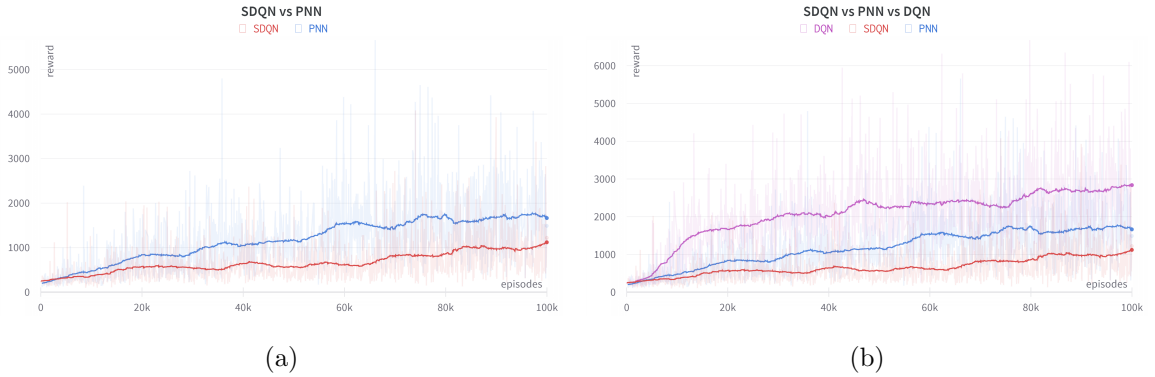 SDQN vs PNN
SDQN PNN
reward
5000
4000
3000
2000
1000
0
episodes
0 20k 40k 60k 80k 100k
(a)
SDQN vs PNN vs DQN
DQN SDQN PNN
reward
6000
5000
4000
3000
2000
1000
0
episodes
0 20k 40k 60k 80k 100k
(b)